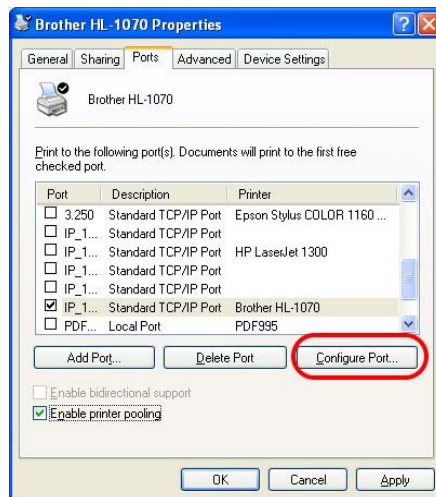 Brother HL-1070 Properties
General Sharing Ports Advanced Device Settings
Brother HL-1070
Print to the following port(s). Documents will print to the first free
checked port.
Port Description Printer
3.250 Standard TCP/IP Port Epson Stylus COLOR 1160 ...
IP_1... Standard TCP/IP Port
IP_1... Standard TCP/IP Port HP LaserJet 1300
IP_1... Standard TCP/IP Port
IP_1... Standard TCP/IP Port
IP_1... Standard TCP/IP Port Brother HL-1070
PDF... Local Port PDF995
Add Port... Delete Port Configure Port...
Enable bidirectional support
Enable printer pooling
OK Cancel Apply